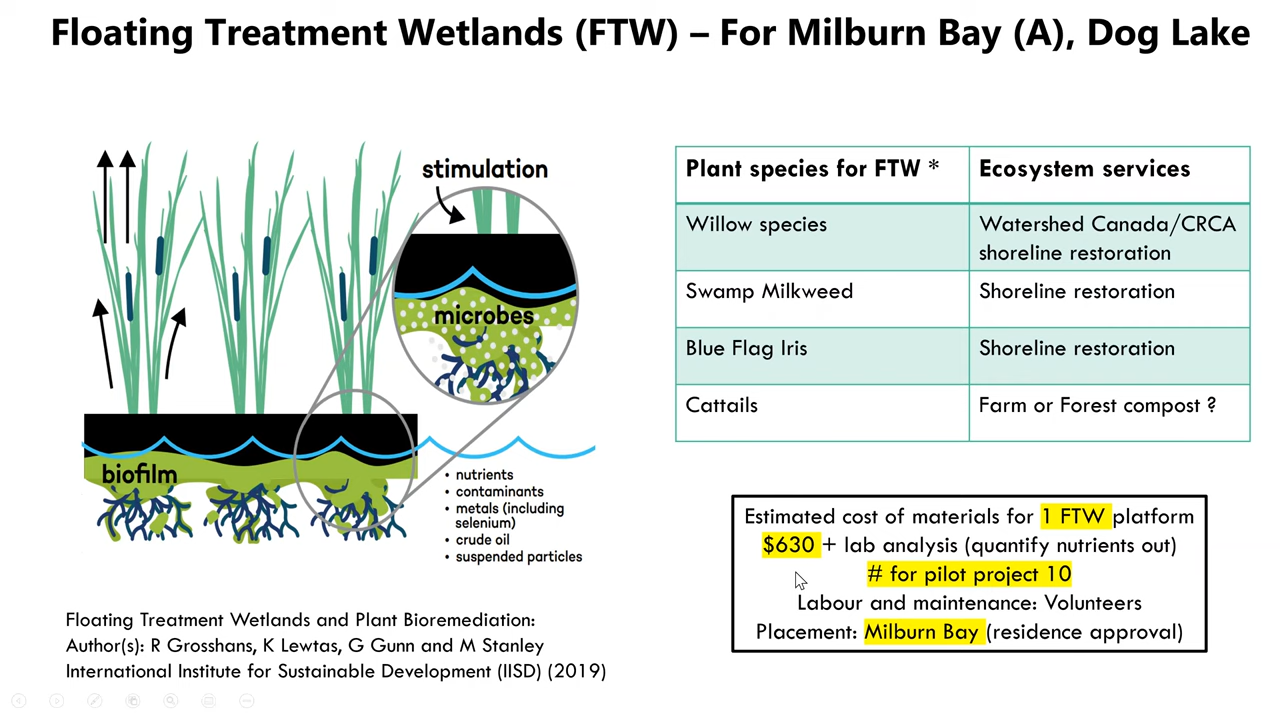 Floating Treatment Wetlands (FTW) – For Milburn Bay (A), Dog Lake
stimulation
microbes
biofilm
• nutrients
• contaminants
• metals (including
selenium)
• crude oil
• suspended particles
Floating Treatment Wetlands and Plant Bioremediation:
Author(s): R Grosshans, K Lewtas, G Gunn and M Stanley
International Institute for Sustainable Development (IISD) (2019)
Plant species for FTW * Ecosystem services
Willow species Watershed Canada/CRCA
shoreline restoration
Swamp Milkweed Shoreline restoration
Blue Flag Iris Shoreline restoration
Cattails Farm or Forest compost ?
Estimated cost of materials for 1 FTW platform
$630 + lab analysis (quantify nutrients out)
# for pilot project 10
Labour and maintenance: Volunteers
Placement: Milburn Bay (residence approval)